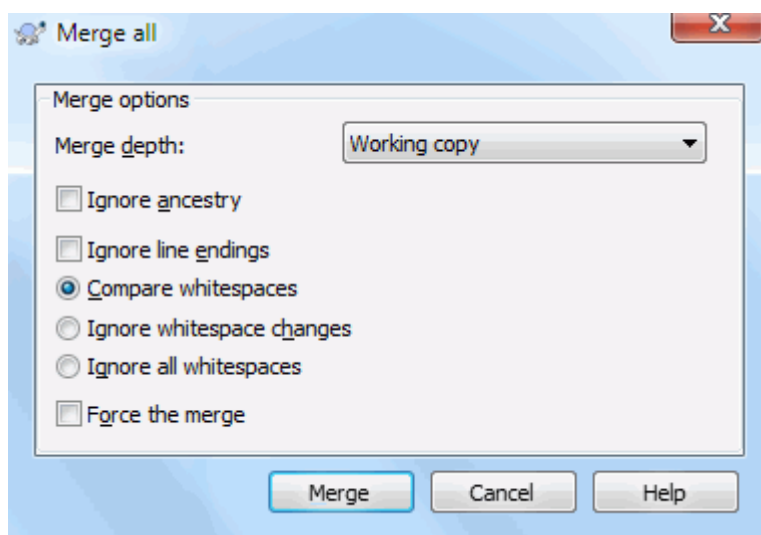 Merge all
Merge options
Merge depth: Working copy
Ignore ancestry
Ignore line endings
Compare whitespaces
Ignore whitespace changes
Ignore all whitespaces
Force the merge
Merge Cancel Help